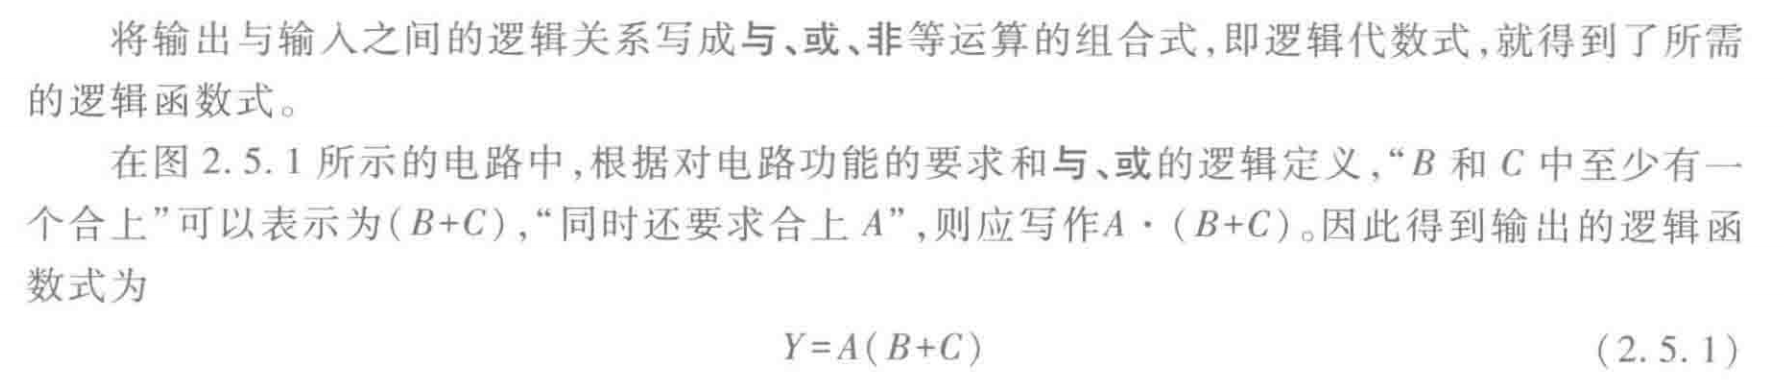 将输出与输入之间的逻辑关系写成与、或、非等运算的组合式,即逻辑代数式,就得到了所需
的逻辑函数式。
在图 2.5.1 所示的电路中,根据对电路功能的要求和与、或的逻辑定义,“B 和 C 中至少有一
个合上”可以表示为(B+C),“同时还要求合上 A”,则应写作A·(B+C)。因此得到输出的逻辑函
数式为
Y=A(B+C) (2.5.1)